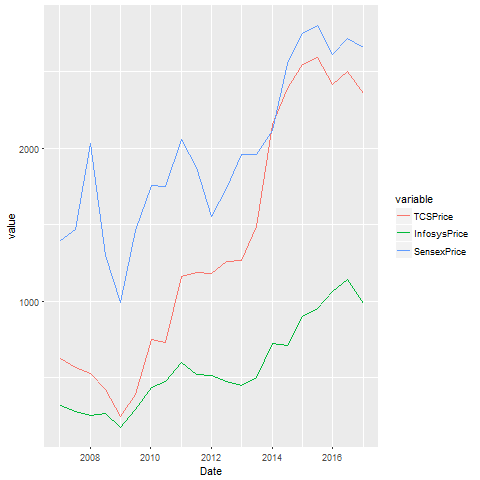 value
2000
1000
2008 2010 2012 2014 2016
Date
variable
TCSPrice
InfosysPrice
SensexPrice